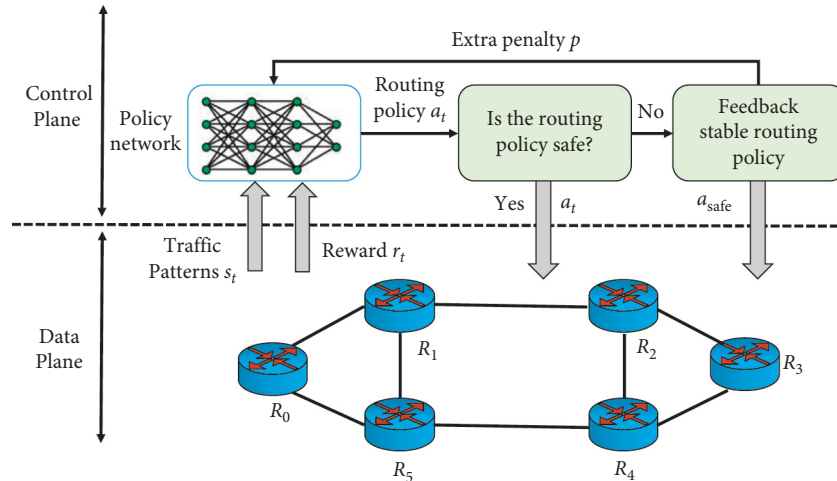 Extra penalty p
Control
Plane
Policy
network
Routing
policy a_t
Is the routing
policy safe?
No
Feedback
stable routing
policy
Yes
a_t
a_safe
Traffic
Patterns s_t
Reward r_t
Data
Plane
R_0
R_1
R_2
R_3
R_4
R_5